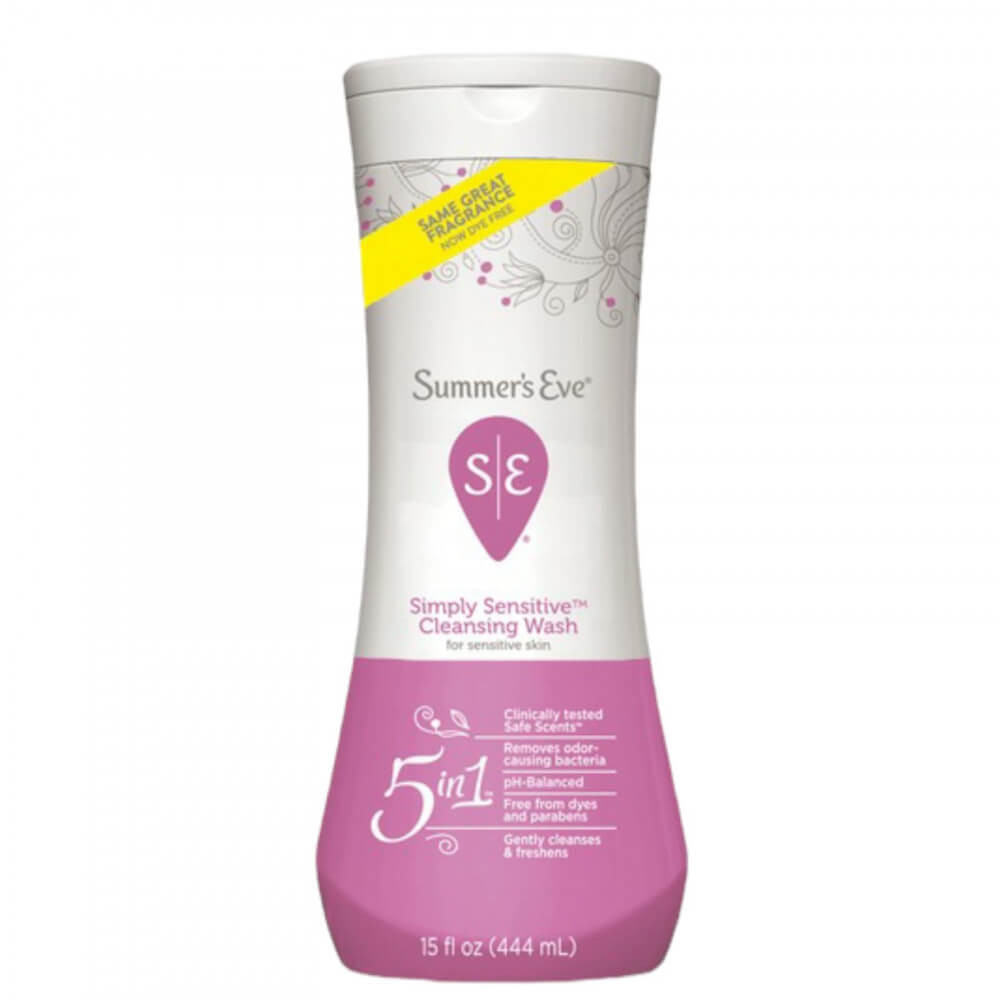 SAME GREAT
FRAGRANCE
NOW DYE FREE
Summer's Eve®
S|E®
Simply Sensitive™
Cleansing Wash
for sensitive skin
5in1™
Clinically tested
Safe Scents™
Removes odor-
causing bacteria
pH-Balanced
Free from dyes
and parabens
Gently cleanses
& freshens
15 fl oz (444 mL)